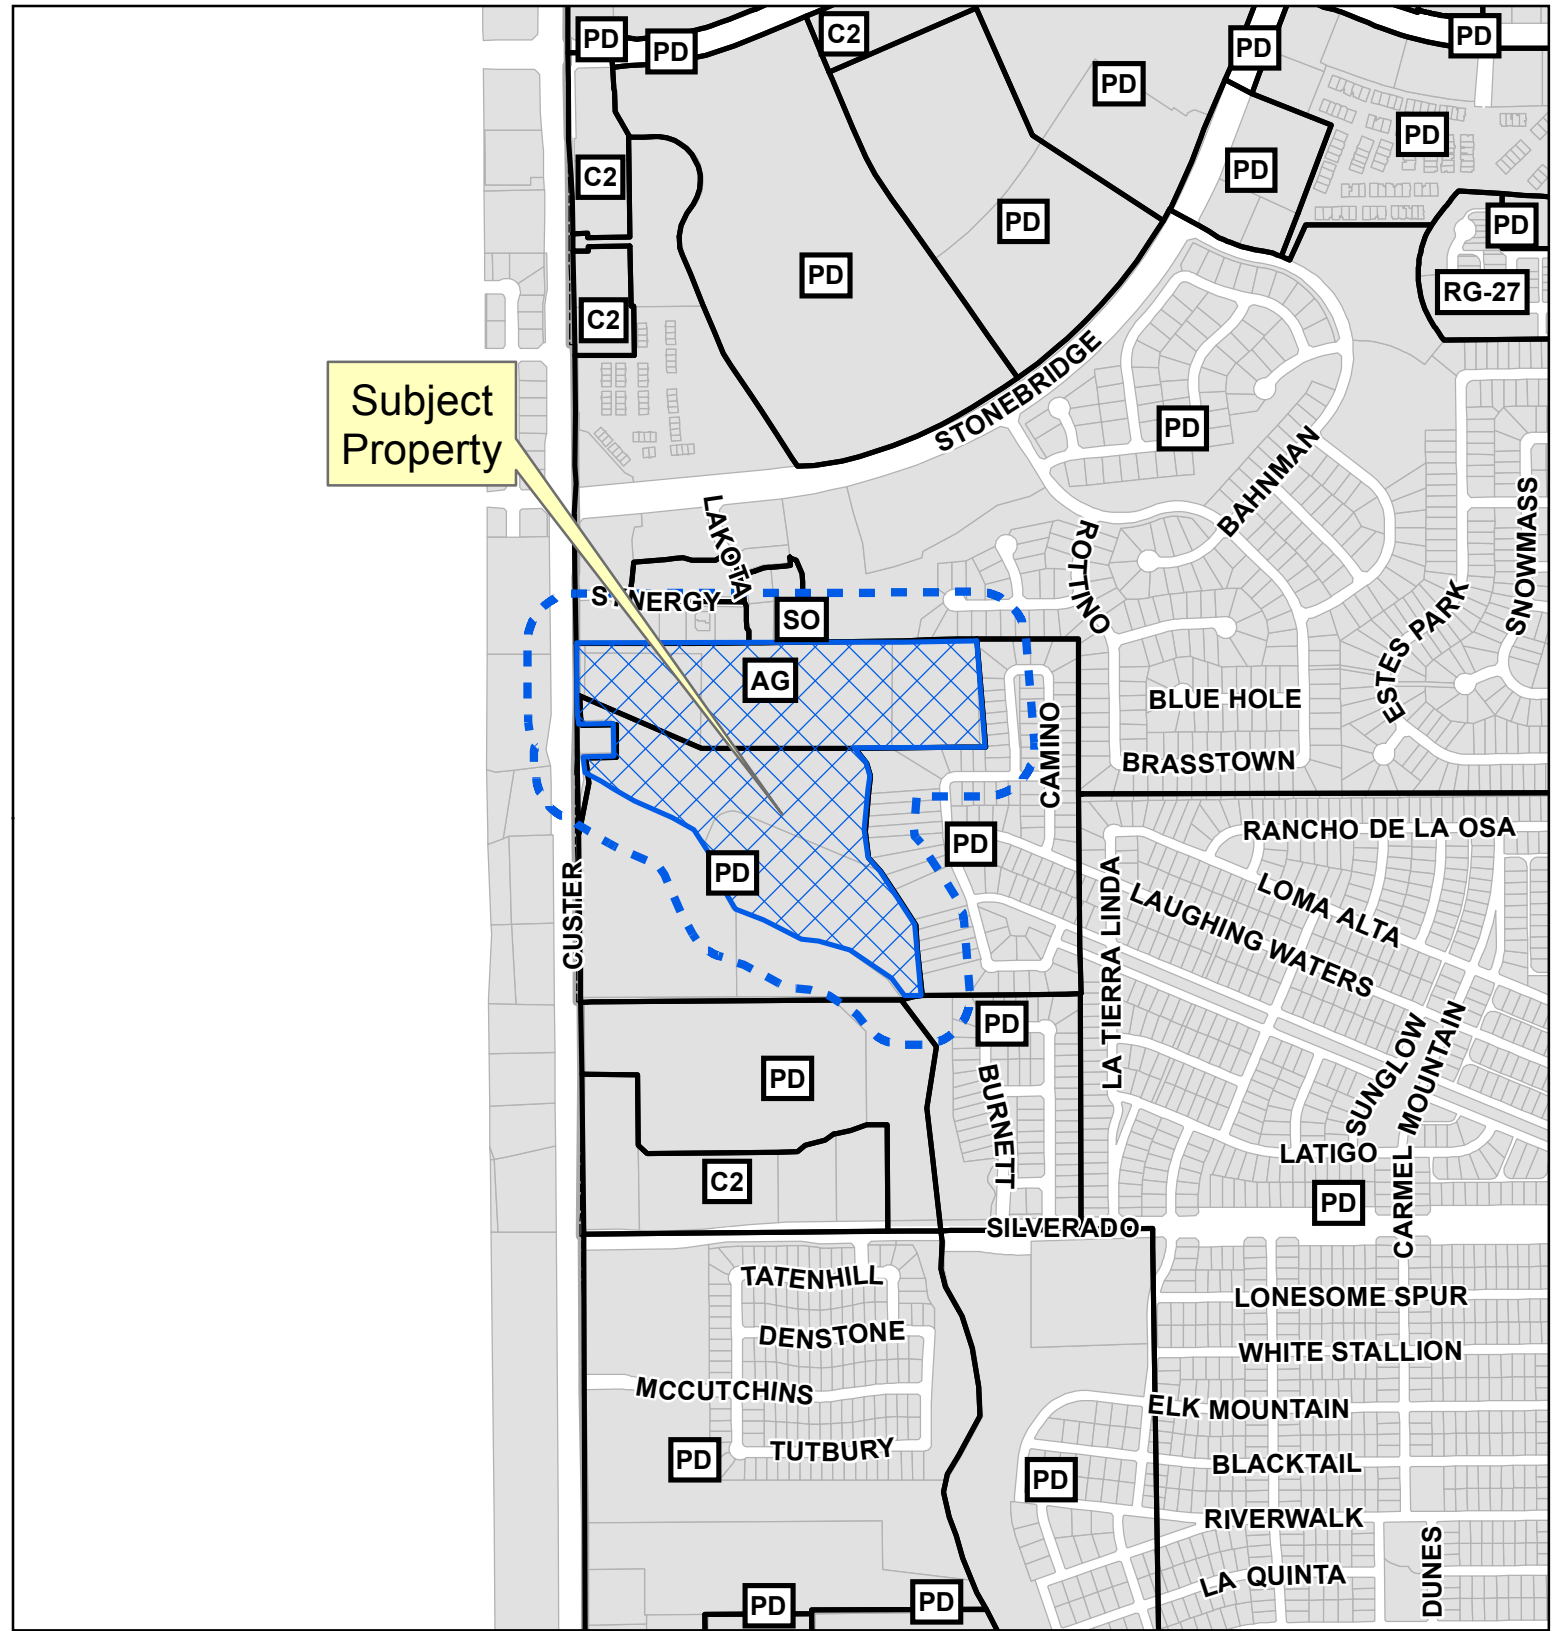 PD
PD
C2
PD
PD
PD
PD
C2
PD
PD
PD
PD
RG-27
C2
Subject
Property
STONEBRIDGE
PD
BAHNMAN
LAKOTA
ROTTINO
SNOWMASS
SYNERGY
SO
ESTES PARK
AG
BLUE HOLE
CAMINO
BRASSTOWN
PD
RANCHO DE LA OSA
PD
CUSTER
LA TIERRA LINDA
LOMA ALTA
LAUGHING WATERS
PD
SUNGLOW
CARMEL MOUNTAIN
PD
BURNETT
LATIGO
C2
PD
SILVERADO
TATENHILL
LONESOME SPUR
DENSTONE
WHITE STALLION
MCCUTCHINS
ELK MOUNTAIN
TUTBURY
PD
BLACKTAIL
PD
RIVERWALK
LA QUINTA
DUNES
PD
PD